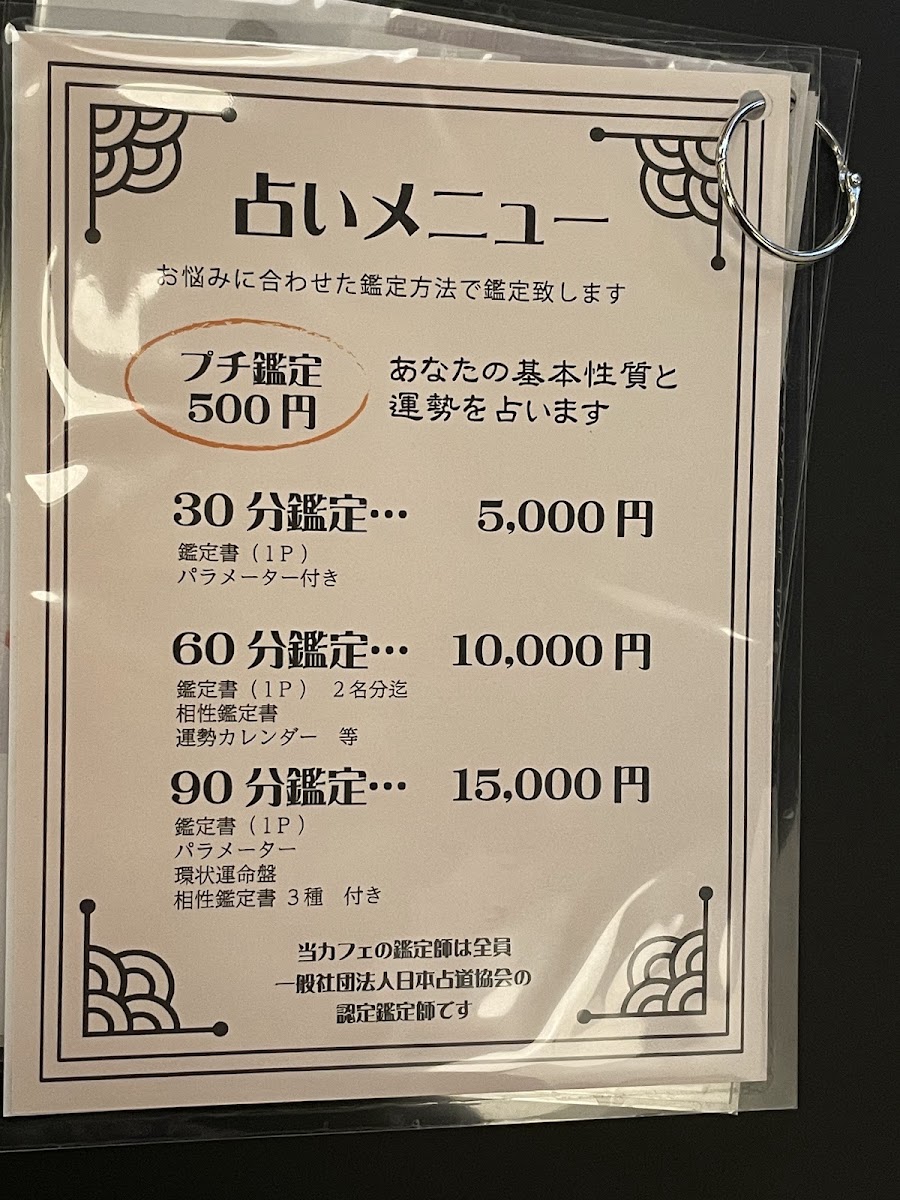 占いメニュー
お悩みに合わせた鑑定方法で鑑定致します
プチ鑑定
500円
あなたの基本性質と
運勢を占います
30分鑑定… 5,000円
鑑定書(1P)
パラメーター付き
60分鑑定… 10,000円
鑑定書(1P) 2名分迄
相性鑑定書
運勢カレンダー 等
90分鑑定… 15,000円
鑑定書(1P)
パラメーター
環状運命盤
相性鑑定書 3種 付き
当カフェの鑑定師は全員
一般社団法人日本占道協会の
認定鑑定師です